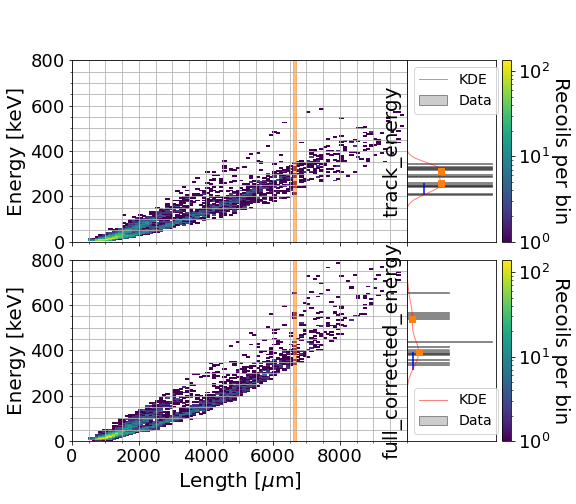 800
600
400
200
0
Energy [keV]
track_energy
KDE
Data
10²
10¹
10⁰
Recoils per bin
800
600
400
200
0
Energy [keV]
full_corrected_energy
KDE
Data
10²
10¹
10⁰
Recoils per bin
0 2000 4000 6000 8000
Length [μm]